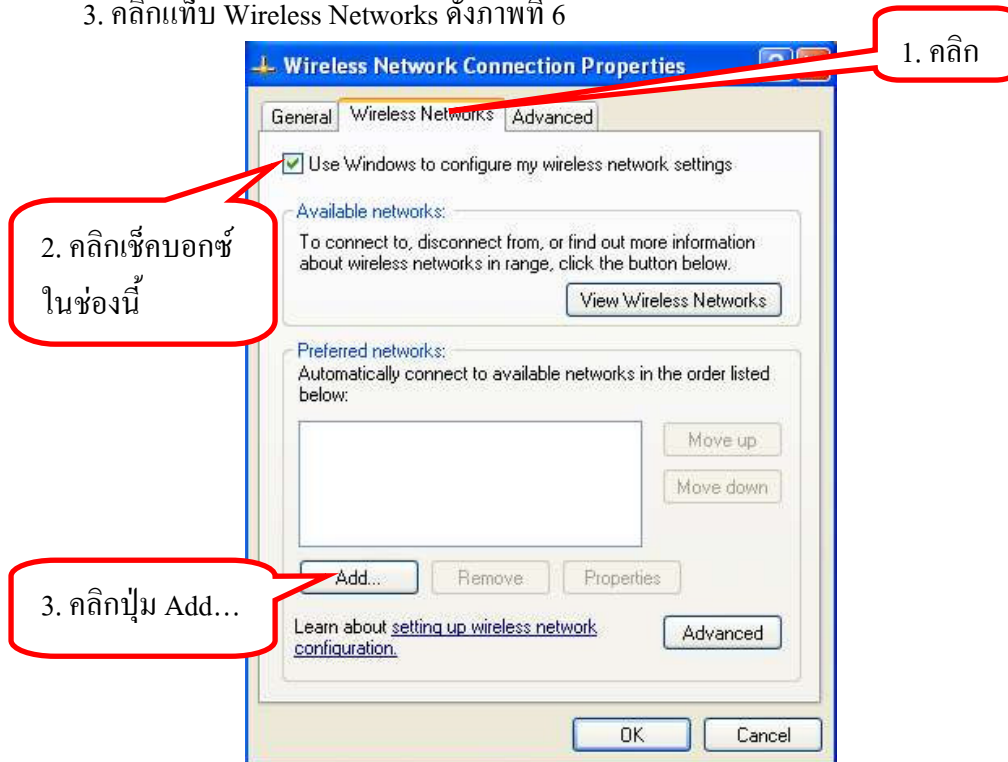 3. คลิกแท็บ Wireless Networks ดังภาพที่ 6
1. คลิก
Wireless Network Connection Properties
General Wireless Networks Advanced
Use Windows to configure my wireless network settings
2. คลิกเช็คบอกซ์
ในช่องนี้
Available networks:
To connect to, disconnect from, or find out more information
about wireless networks in range, click the button below.
View Wireless Networks
Preferred networks:
Automatically connect to available networks in the order listed
below:
Move up
Move down
3. คลิกปุ่ม Add...
Add... Remove Properties
Learn about setting up wireless network
configuration.
Advanced
OK Cancel